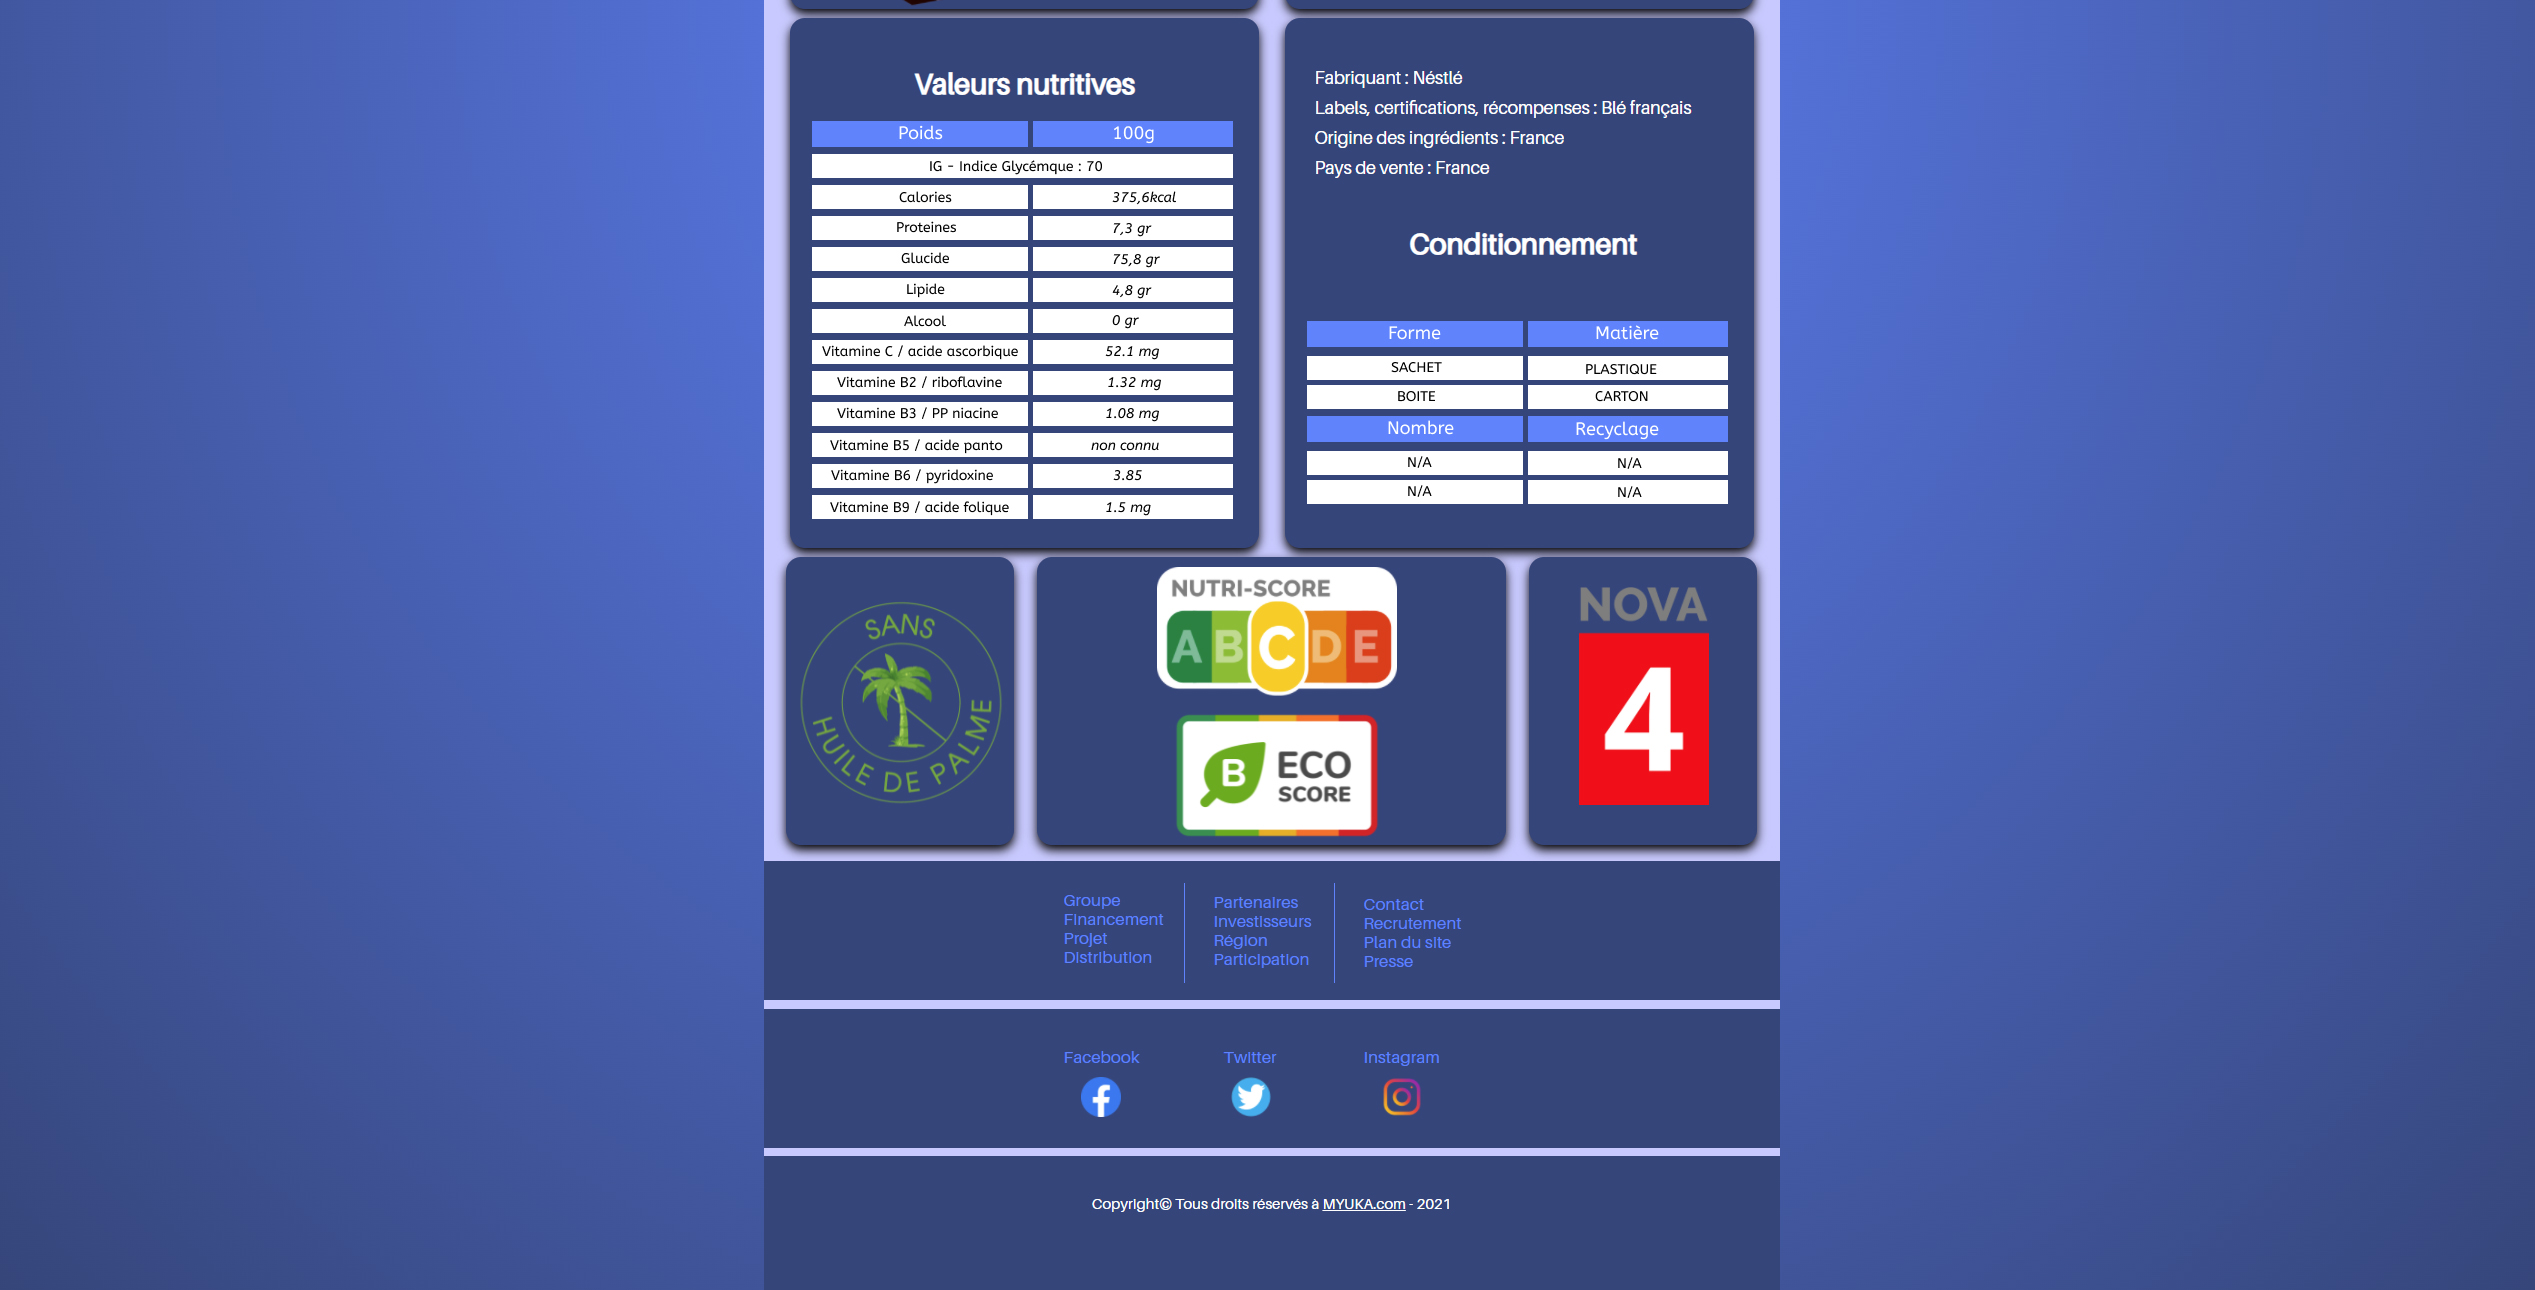 Valeurs nutritives
Poids 100g
IG - Indice Glycémque : 70
Calories 375,6kcal
Proteines 7,3 gr
Glucide 75,8 gr
Lipide 4,8 gr
Alcool 0 gr
Vitamine C / acide ascorbique 52.1 mg
Vitamine B2 / riboflavine 1.32 mg
Vitamine B3 / PP niacine 1.08 mg
Vitamine B5 / acide panto non connu
Vitamine B6 / pyridoxine 3.85
Vitamine B9 / acide folique 1.5 mg
Fabriquant : Néstlé
Labels, certifications, récompenses : Blé français
Origine des ingrédients : France
Pays de vente : France
Conditionnement
Forme Matière
SACHET PLASTIQUE
BOITE CARTON
Nombre Recyclage
N/A N/A
N/A N/A
SANS
HUILE DE PALME
NUTRI-SCORE
A B C D E
B ECO
SCORE
NOVA
4
Groupe
Financement
Projet
Distribution
Partenaires
Investisseurs
Région
Participation
Contact
Recrutement
Plan du site
Presse
Facebook Twitter Instagram
Copyright© Tous droits réservés à MYUKA.com - 2021